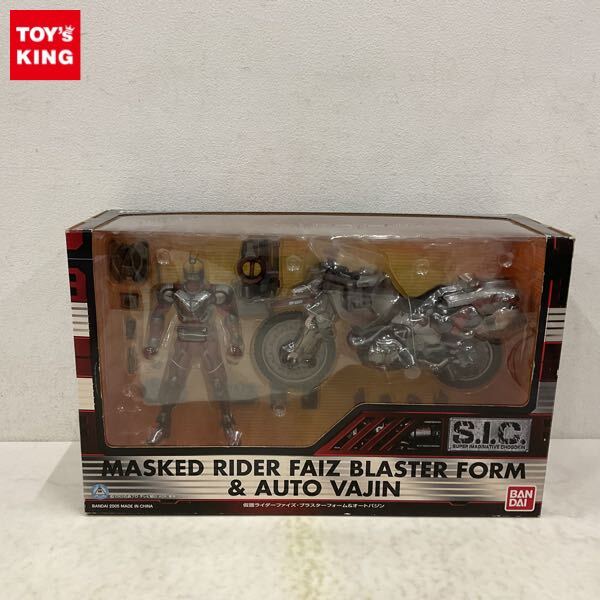 TOY's
KING
S.I.C.
SUPER IMAGINATIVE CHOGOKIN
MASKED RIDER FAIZ BLASTER FORM
& AUTO VAJIN
BANDAI 2005 MADE IN CHINA
仮面ライダーファイズ・ブラスターフォーム&オートバジン
BAN
DAI